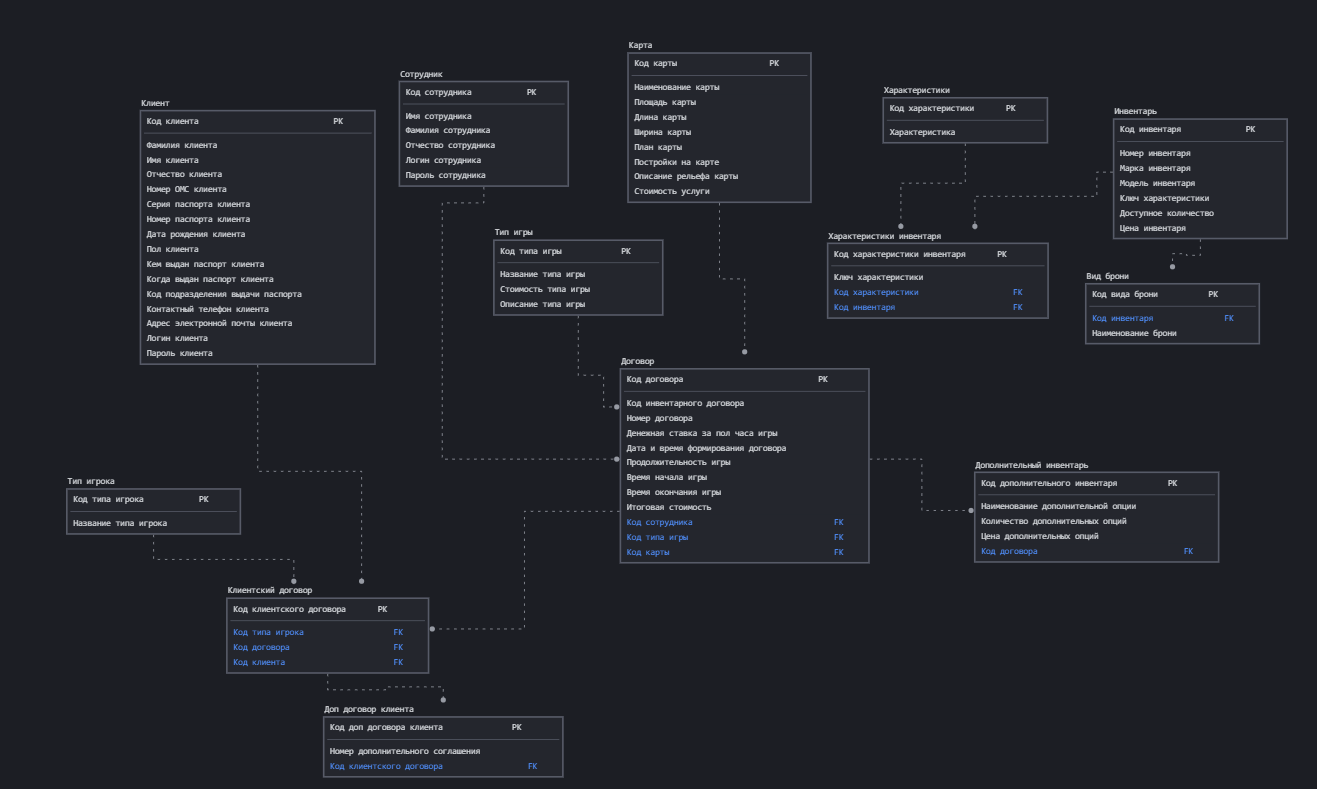 Клиент
Код клиента PK
Фамилия клиента
Имя клиента
Отчество клиента
Номер ОМС клиента
Серия паспорта клиента
Номер паспорта клиента
Дата рождения клиента
Пол клиента
Кем выдан паспорт клиента
Когда выдан паспорт клиента
Код подразделения выдачи паспорта
Контактный телефон клиента
Адрес электронной почты клиента
Логин клиента
Пароль клиента
Сотрудник
Код сотрудника PK
Имя сотрудника
Фамилия сотрудника
Отчество сотрудника
Логин сотрудника
Пароль сотрудника
Карта
Код карты PK
Наименование карты
Площадь карты
Длина карты
Ширина карты
План карты
Постройки на карте
Описание рельефа карты
Стоимость услуги
Характеристики
Код характеристики PK
Характеристика
Инвентарь
Код инвентаря PK
Номер инвентаря
Марка инвентаря
Модель инвентаря
Ключ характеристики
Доступное количество
Цена инвентаря
Тип игры
Код типа игры PK
Название типа игры
Стоимость типа игры
Описание типа игры
Характеристики инвентаря
Код характеристики инвентаря PK
Ключ характеристики
Код характеристики FK
Код инвентаря FK
Вид брони
Код вида брони PK
Код инвентаря FK
Наименование брони
Договор
Код договора PK
Код инвентарного договора
Номер договора
Денежная ставка за пол часа игры
Дата и время формирования договора
Продолжительность игры
Время начала игры
Время окончания игры
Итоговая стоимость
Код сотрудника FK
Код типа игры FK
Код карты FK
Дополнительный инвентарь
Код дополнительного инвентаря PK
Наименование дополнительной опции
Количество дополнительных опций
Цена дополнительных опций
Код договора FK
Тип игрока
Код типа игрока PK
Название типа игрока
Клиентский договор
Код клиентского договора PK
Код типа игрока FK
Код договора FK
Код клиента FK
Доп договор клиента
Код доп договора клиента PK
Номер дополнительного соглашения
Код клиентского договора FK